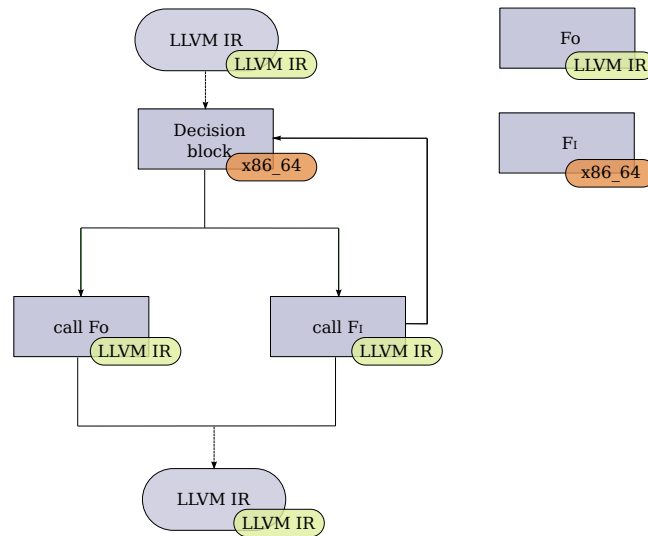 LLVM IR
LLVM IR
Fo
LLVM IR
Decision
block
x86_64
FI
x86_64
call Fo
LLVM IR
call FI
LLVM IR
LLVM IR
LLVM IR